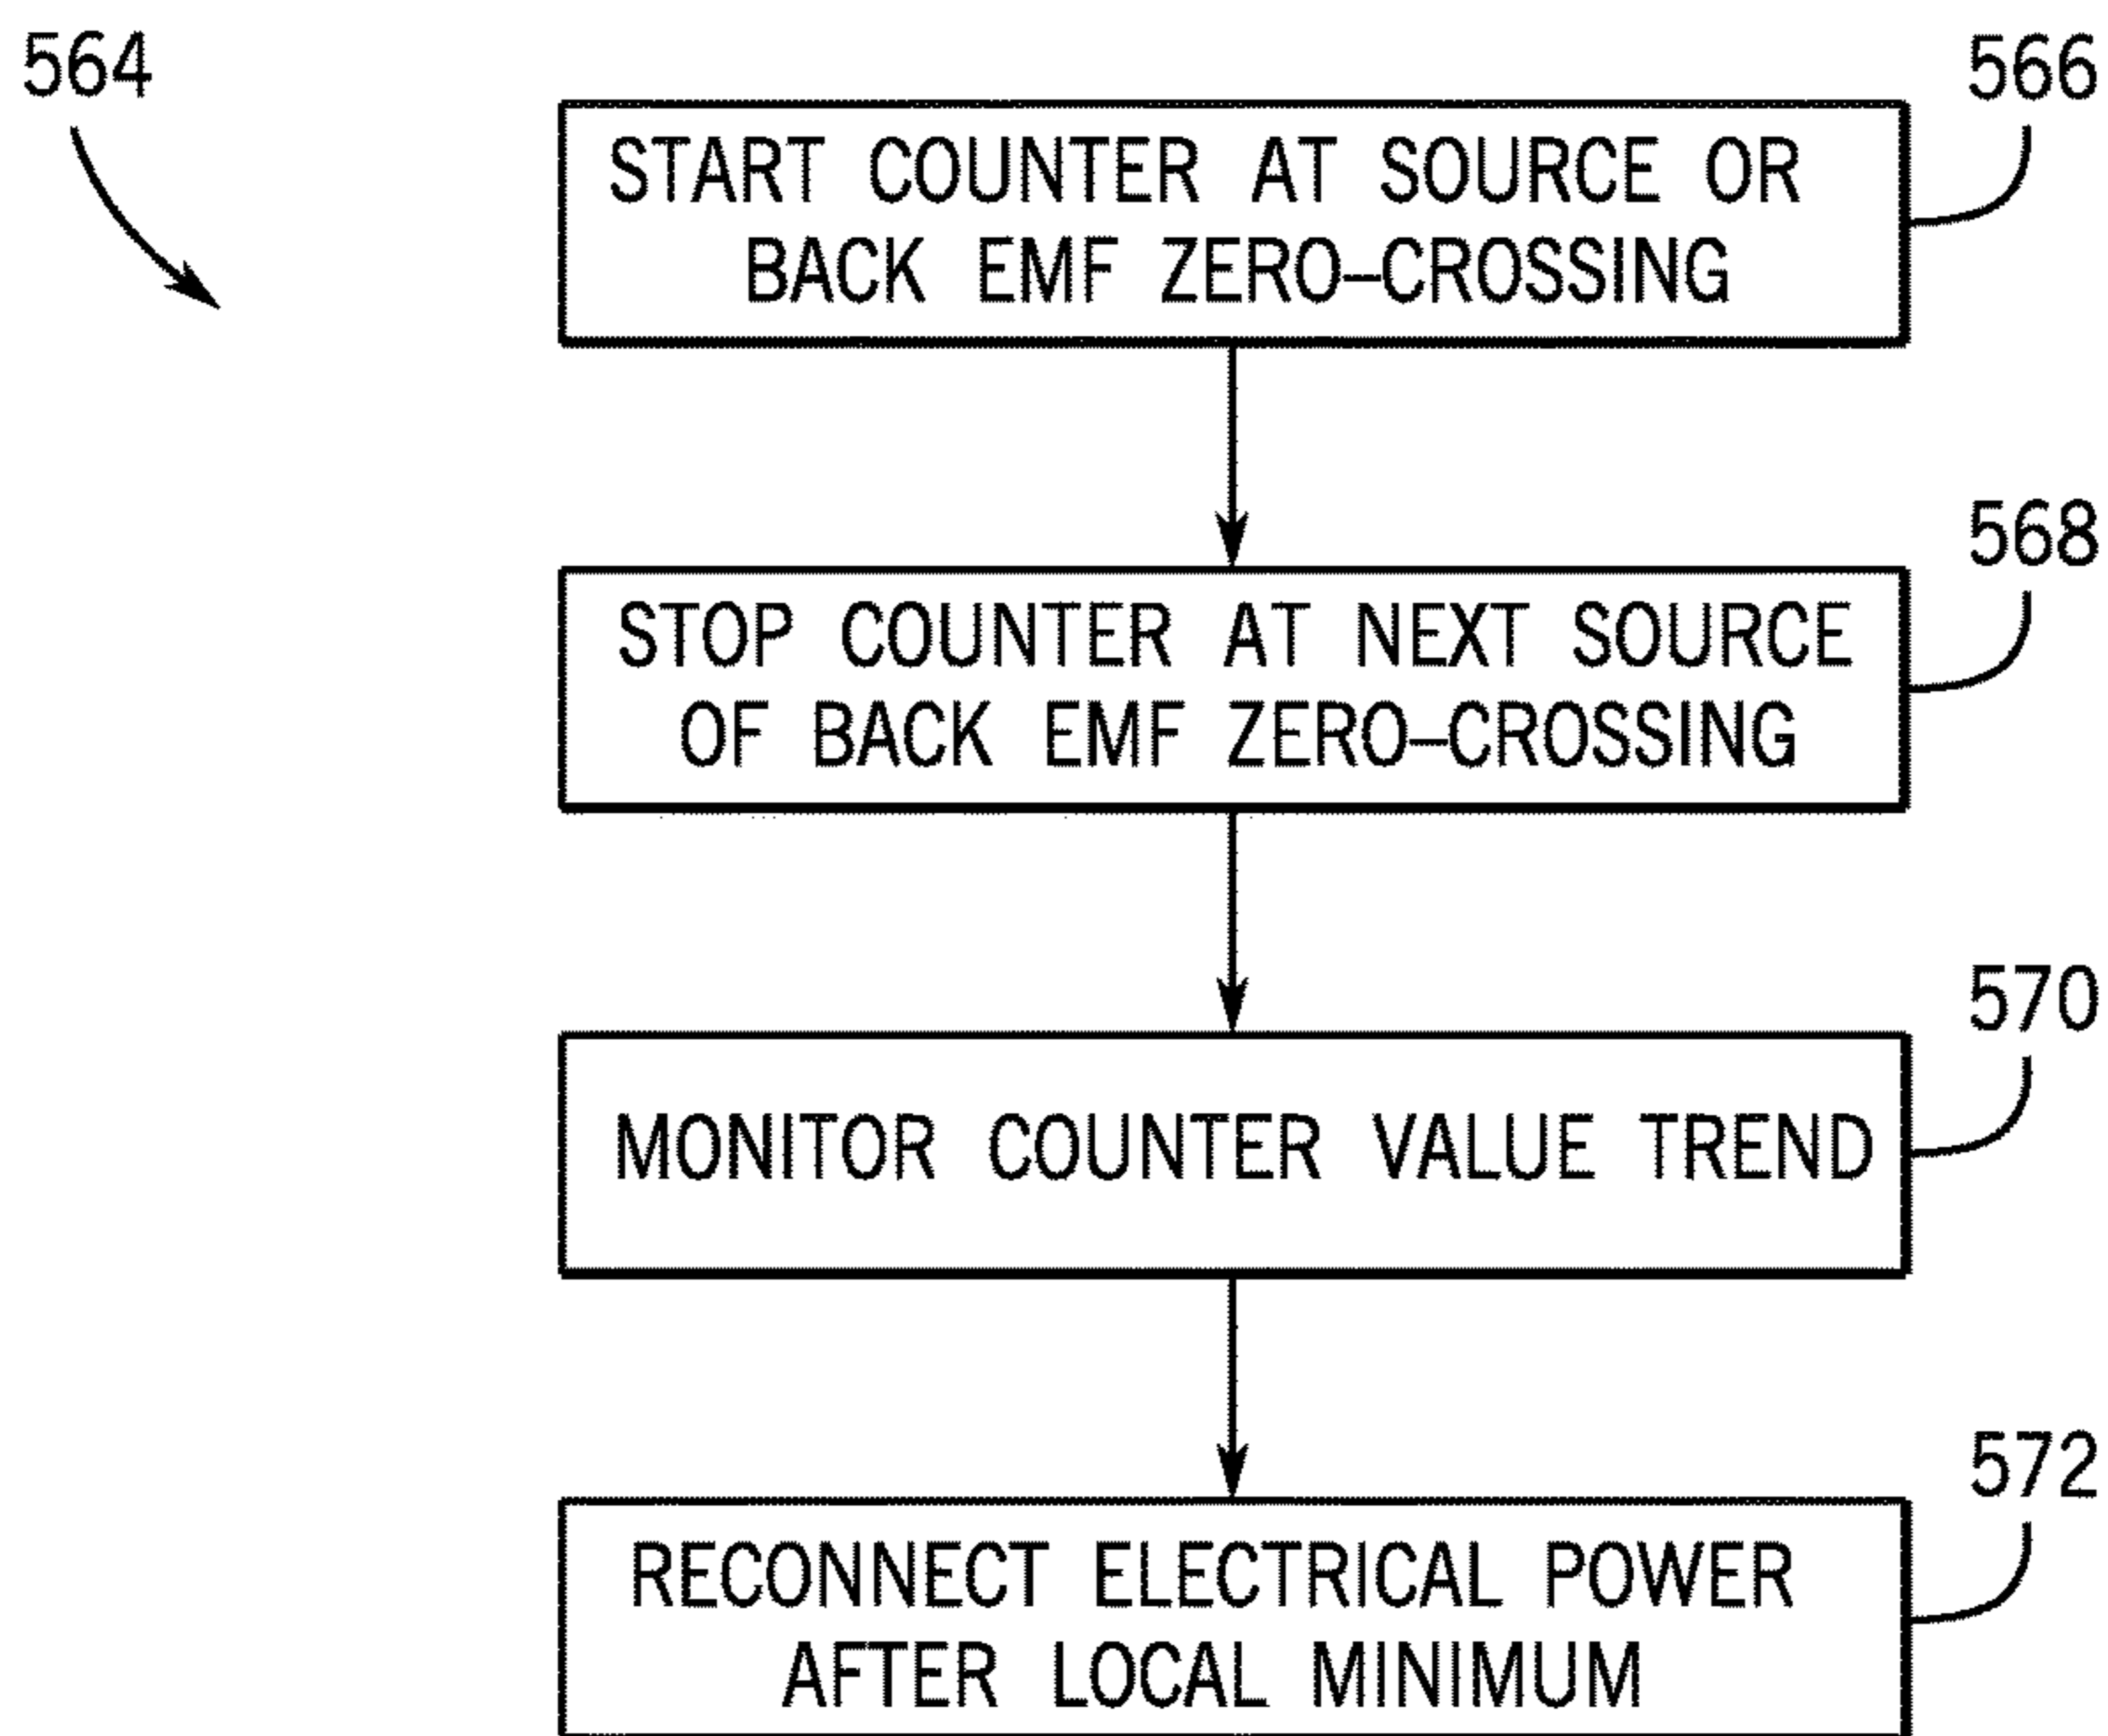 564
566
START COUNTER AT SOURCE OR
BACK EMF ZERO–CROSSING
568
STOP COUNTER AT NEXT SOURCE
OF BACK EMF ZERO–CROSSING
570
MONITOR COUNTER VALUE TREND
572
RECONNECT ELECTRICAL POWER
AFTER LOCAL MINIMUM